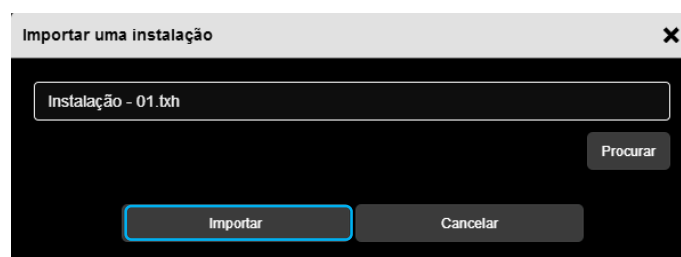 Importar uma instalação
Instalação - 01.txh
Procurar
Importar
Cancelar